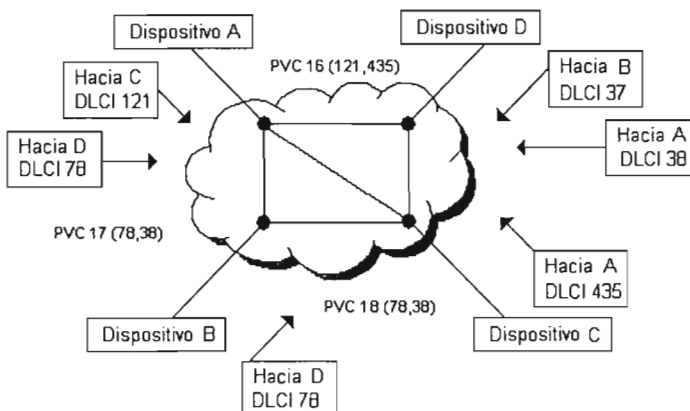 Dispositivo A
Dispositivo D
PVC 16 (121,435)
Hacia C
DLCI 121
Hacia B
DLCI 37
Hacia D
DLCI 78
Hacia A
DLCI 38
PVC 17 (78,38)
Hacia A
DLCI 435
PVC 18 (78,38)
Dispositivo B
Dispositivo C
Hacia D
DLCI 78